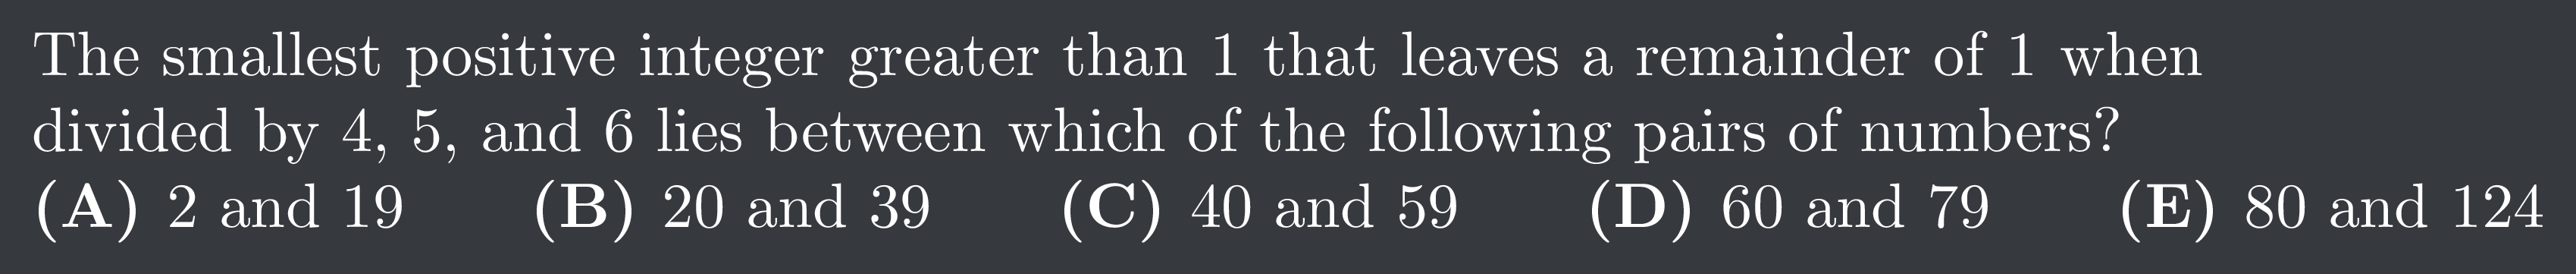 The smallest positive integer greater than 1 that leaves a remainder of 1 when
divided by 4, 5, and 6 lies between which of the following pairs of numbers?
(A) 2 and 19 (B) 20 and 39 (C) 40 and 59 (D) 60 and 79 (E) 80 and 124